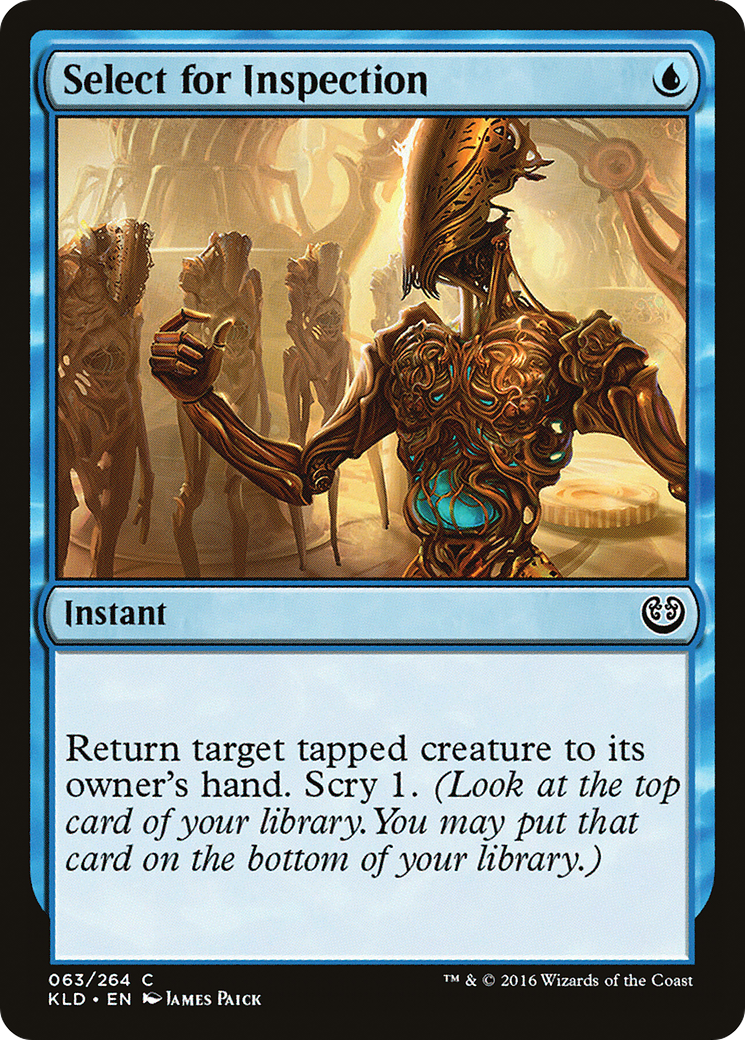 Select for Inspection
Instant
Return target tapped creature to its
owner's hand. Scry 1. (Look at the top
card of your library. You may put that
card on the bottom of your library.)
063/264 C
KLD • EN James Paick
™ & © 2016 Wizards of the Coast